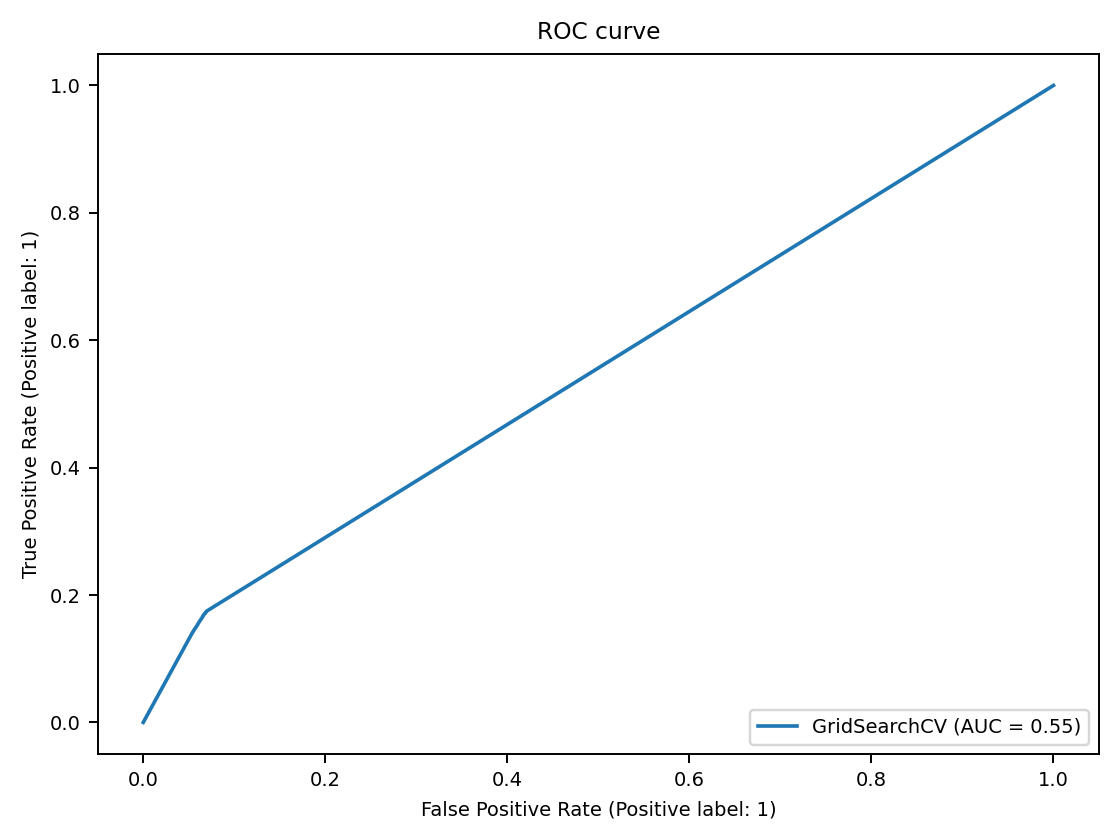 ROC curve
True Positive Rate (Positive label: 1)
1.0
0.8
0.6
0.4
0.2
0.0
GridSearchCV (AUC = 0.55)
0.0 0.2 0.4 0.6 0.8 1.0
False Positive Rate (Positive label: 1)